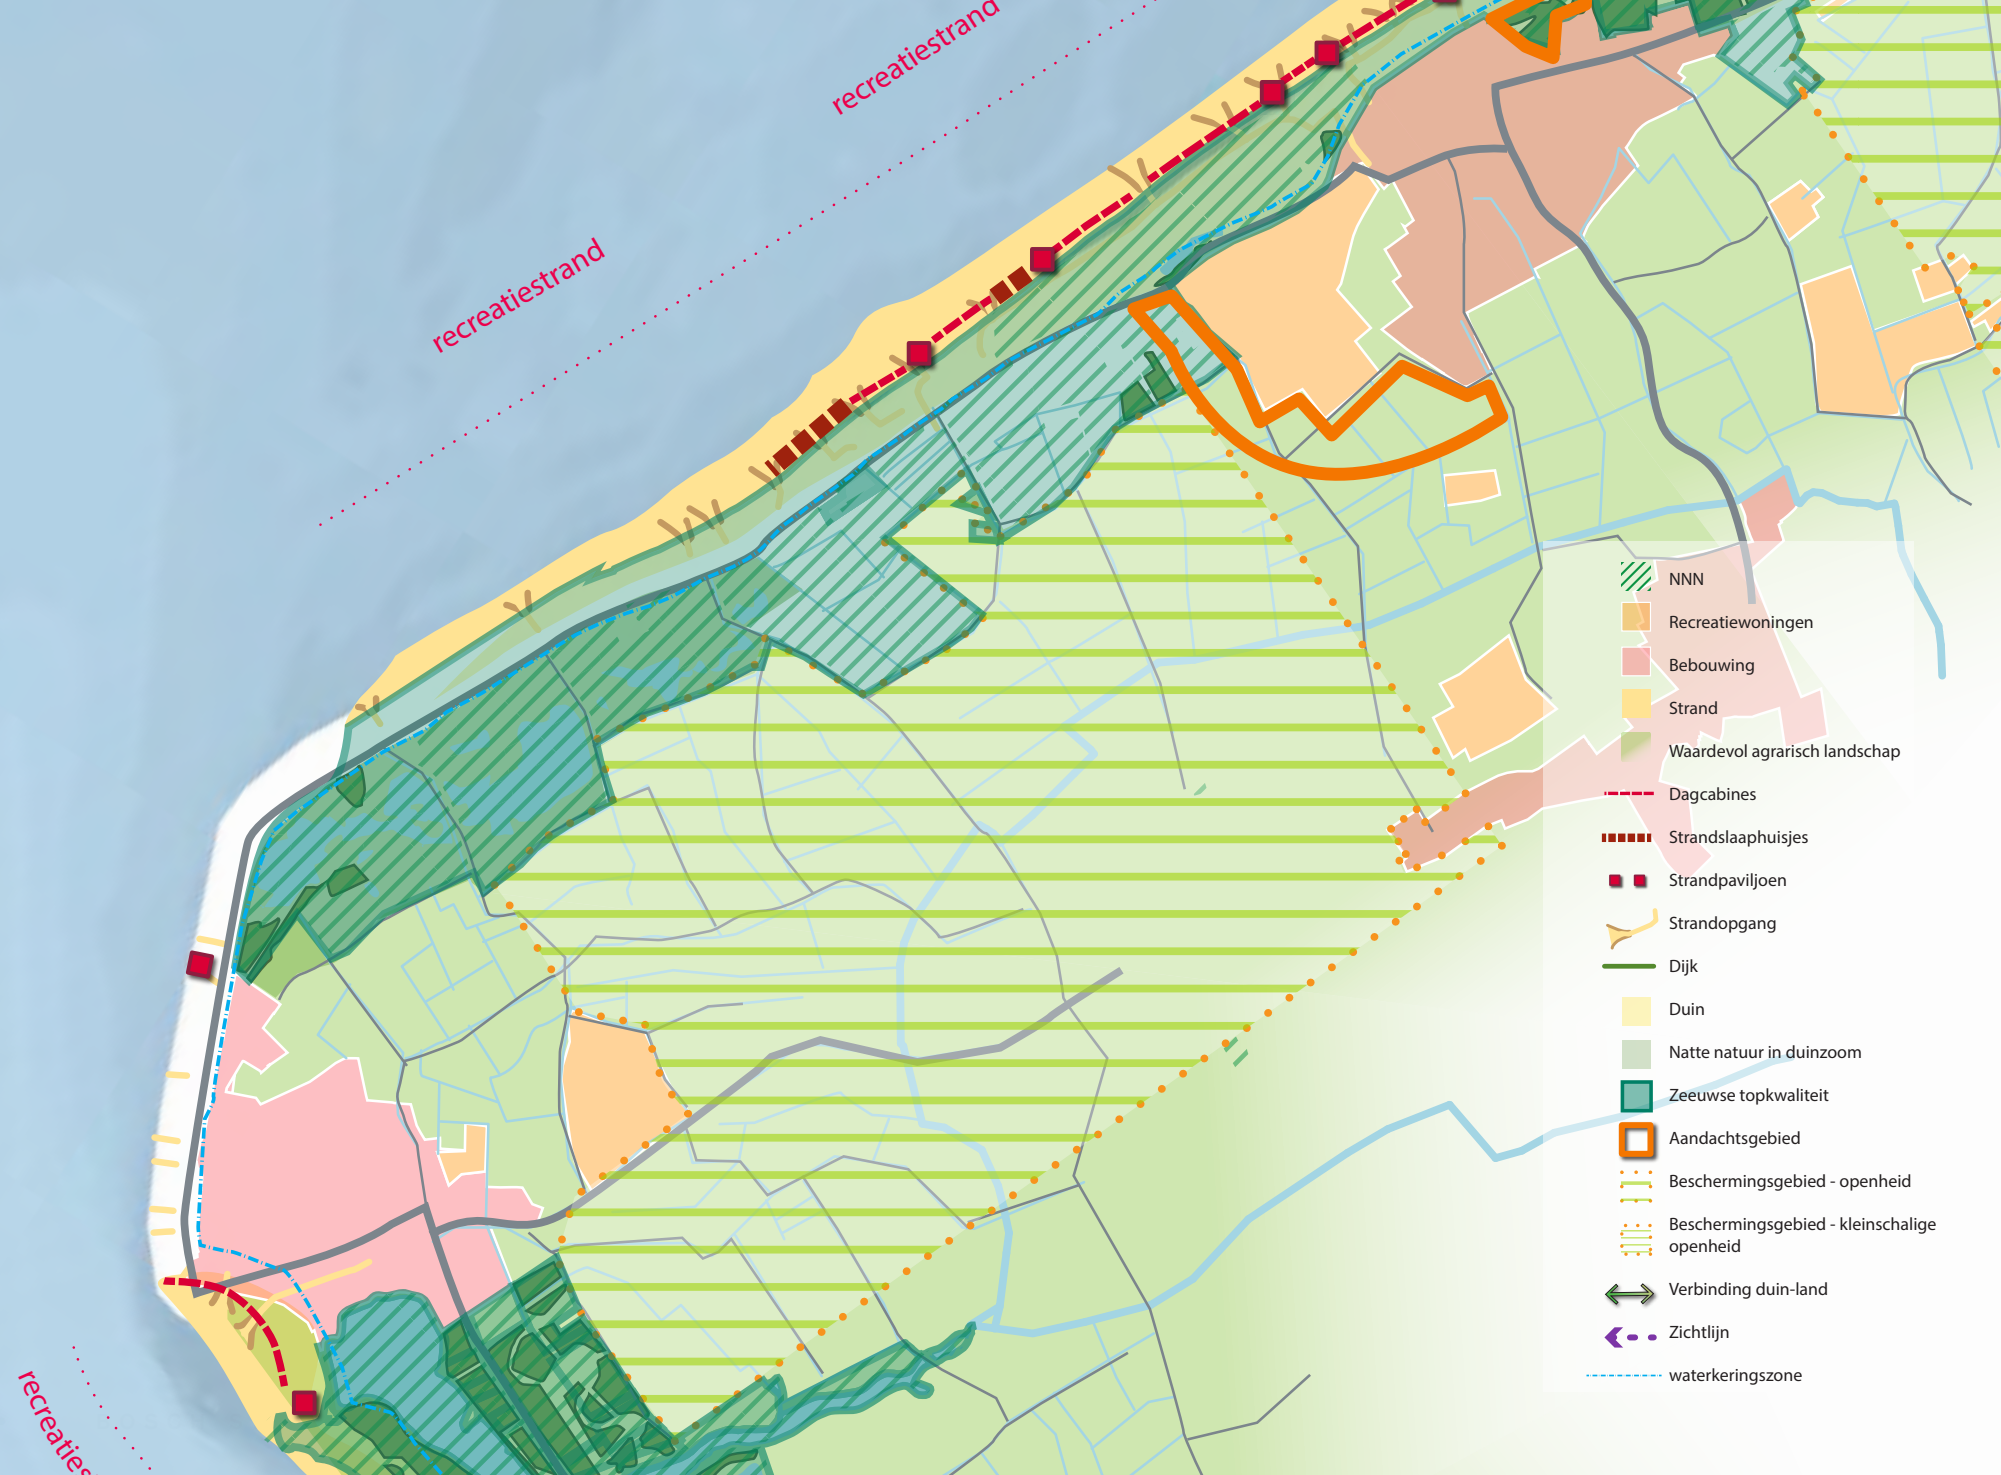 recreatiestrand
recreatiestrand
NNN
Recreatiewoningen
Bebouwing
Strand
Waardevol agrarisch landschap
Dagcabines
Strandslaaphuisjes
Strandpaviljoen
Strandopgang
Dijk
Duin
Natte natuur in duinzoom
Zeeuwse topkwaliteit
Aandachtsgebied
Beschermingsgebied - openheid
Beschermingsgebied - kleinschalige
openheid
Verbinding duin-land
Zichtlijn
waterkeringszone
recreaties